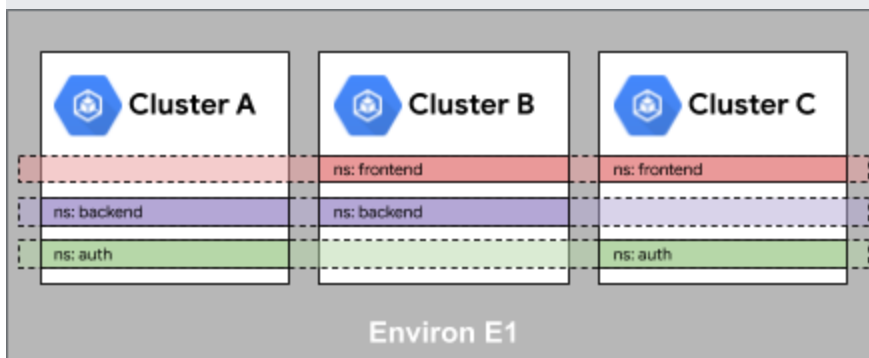 Cluster A
Cluster B
Cluster C
ns: frontend
ns: frontend
ns: backend
ns: backend
ns: auth
ns: auth
Environ E1